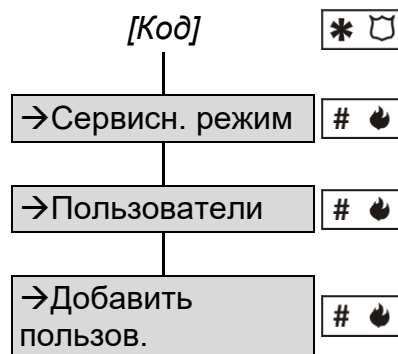 [Код] *
→Сервисн. режим #
→Пользователи #
→Добавить #
пользов.